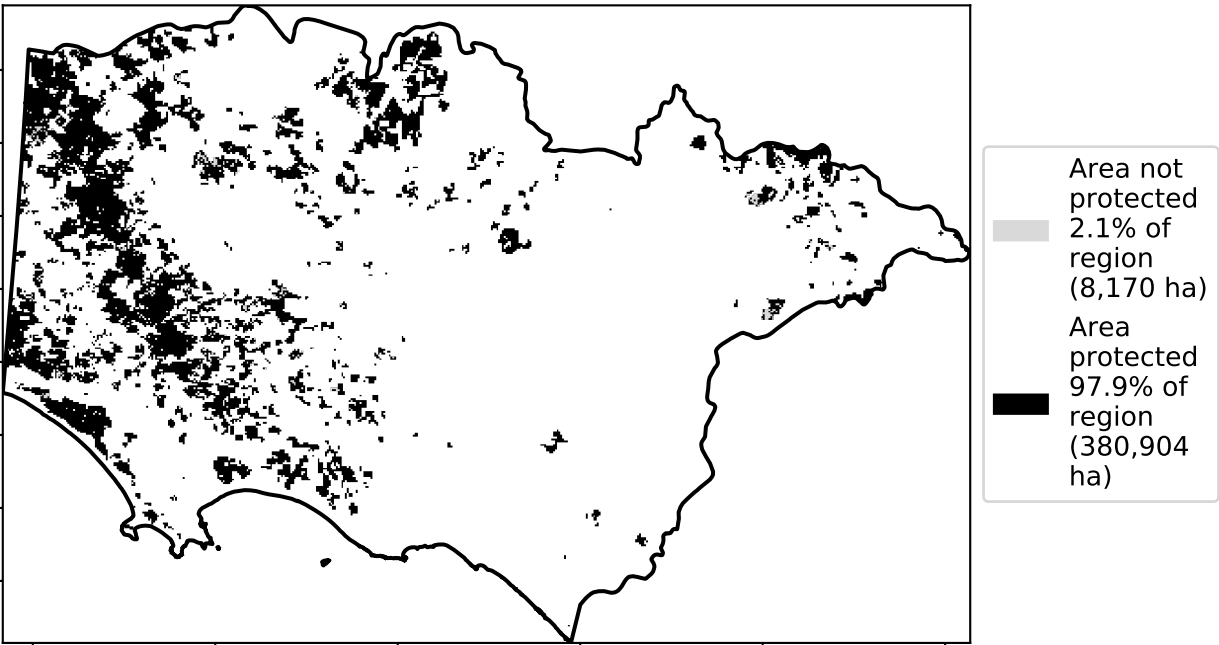 Area not
protected
2.1% of
region
(8,170 ha)
Area
protected
97.9% of
region
(380,904
ha)